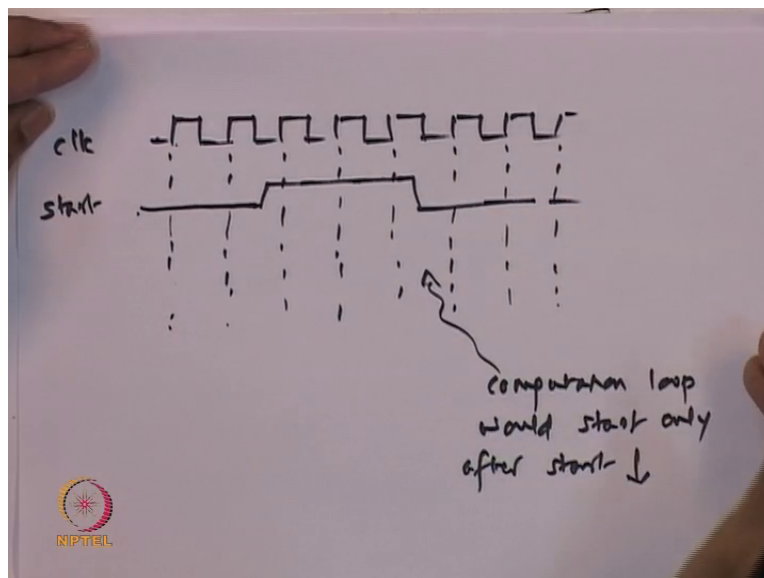 clk
start
computation loop
would start only
after start ↓
NPTEL